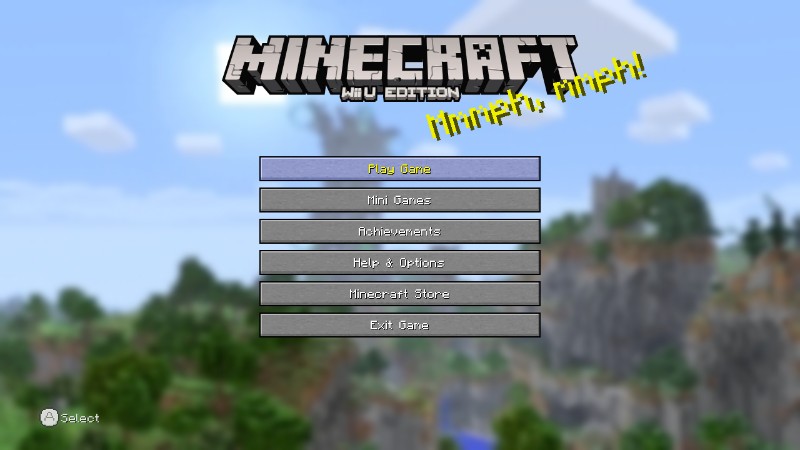 MINECRAFT
Wii U EDITION
Mmmph, mmph!
Play Game
Mini Games
Achievements
Help & Options
Minecraft Store
Exit Game
A Select